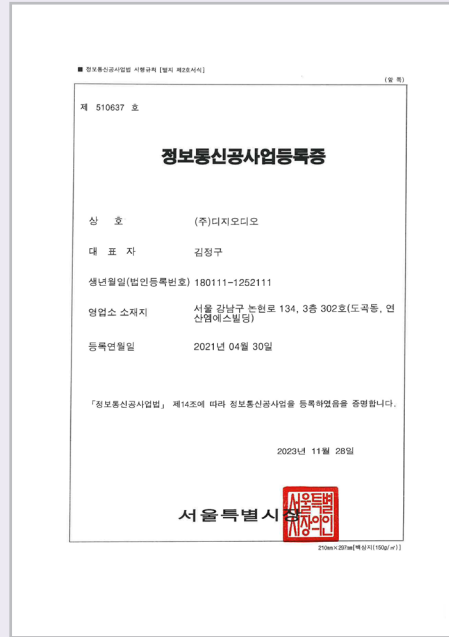 ■ 정보통신공사업법 시행규칙 [별지 제2호서식]
(앞 쪽)
제 510637 호
정보통신공사업등록증
상 호 (주)디지오디오
대 표 자 김정구
생년월일(법인등록번호) 180111-1252111
영업소 소재지 서울 강남구 논현로 134, 3층 302호(도곡동, 연
산엠에스빌딩)
등록연월일 2021년 04월 30일
「정보통신공사업법」 제14조에 따라 정보통신공사업을 등록하였음을 증명합니다.
2023년 11월 28일
서울특별시장
서울특별
시장의인
210㎜×297㎜[백상지(150g/㎡)]